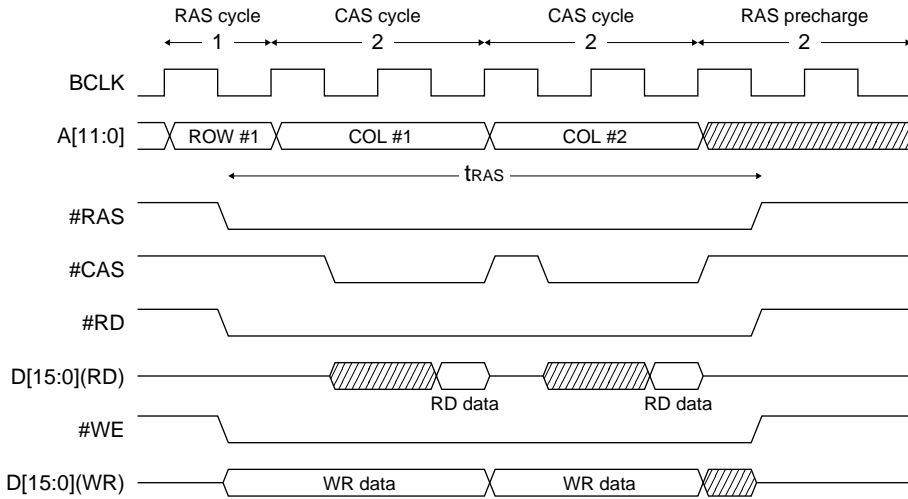 RAS cycle CAS cycle CAS cycle RAS precharge
1 2 2 2
BCLK
A[11:0] ROW #1 COL #1 COL #2
tRAS
#RAS
#CAS
#RD
D[15:0](RD)
RD data RD data
#WE
D[15:0](WR) WR data WR data